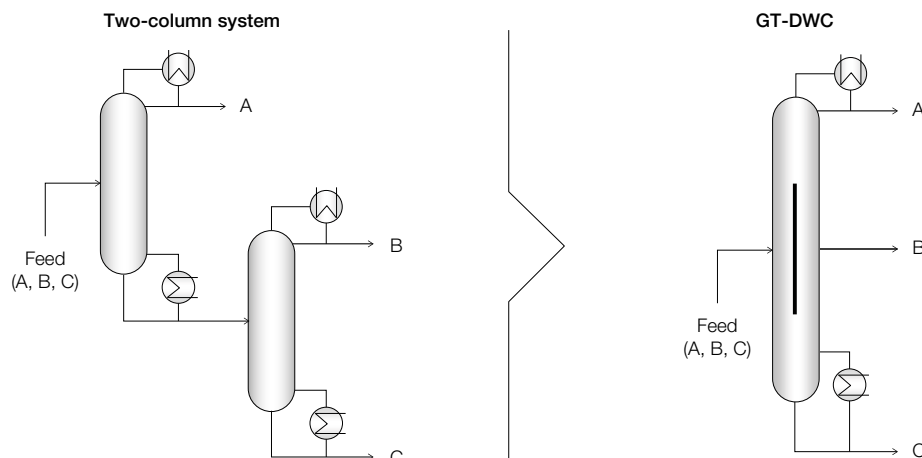 Two-column system
A
Feed
(A, B, C)
B
C
GT-DWC
A
B
Feed
(A, B, C)
C